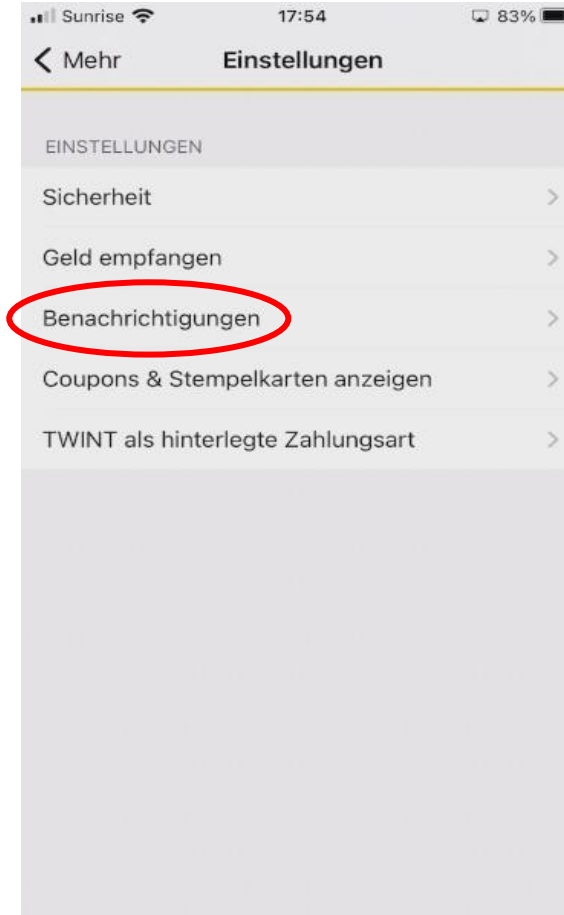 Sunrise 17:54 83%
Mehr Einstellungen
EINSTELLUNGEN
Sicherheit
Geld empfangen
Benachrichtigungen
Coupons & Stempelkarten anzeigen
TWINT als hinterlegte Zahlungsart